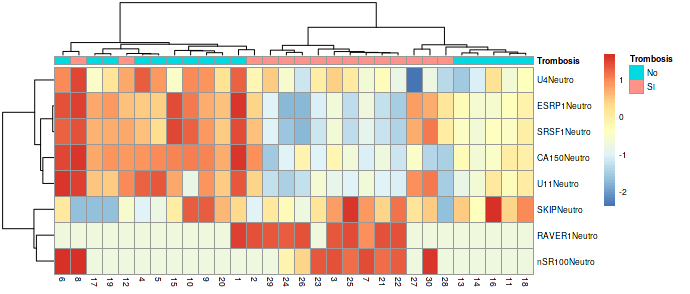 Trombosis
U4Neutro
ESRP1Neutro
SRSF1Neutro
CA150Neutro
U11Neutro
SKIPNeutro
RAVER1Neutro
nSR100Neutro
6 8 17 19 12 4 5 15 10 9 20 1 2 29 24 26 23 3 25 7 21 22 27 30 28 13 14 16 11 18
1
0
-1
-2
Trombosis
No
SI